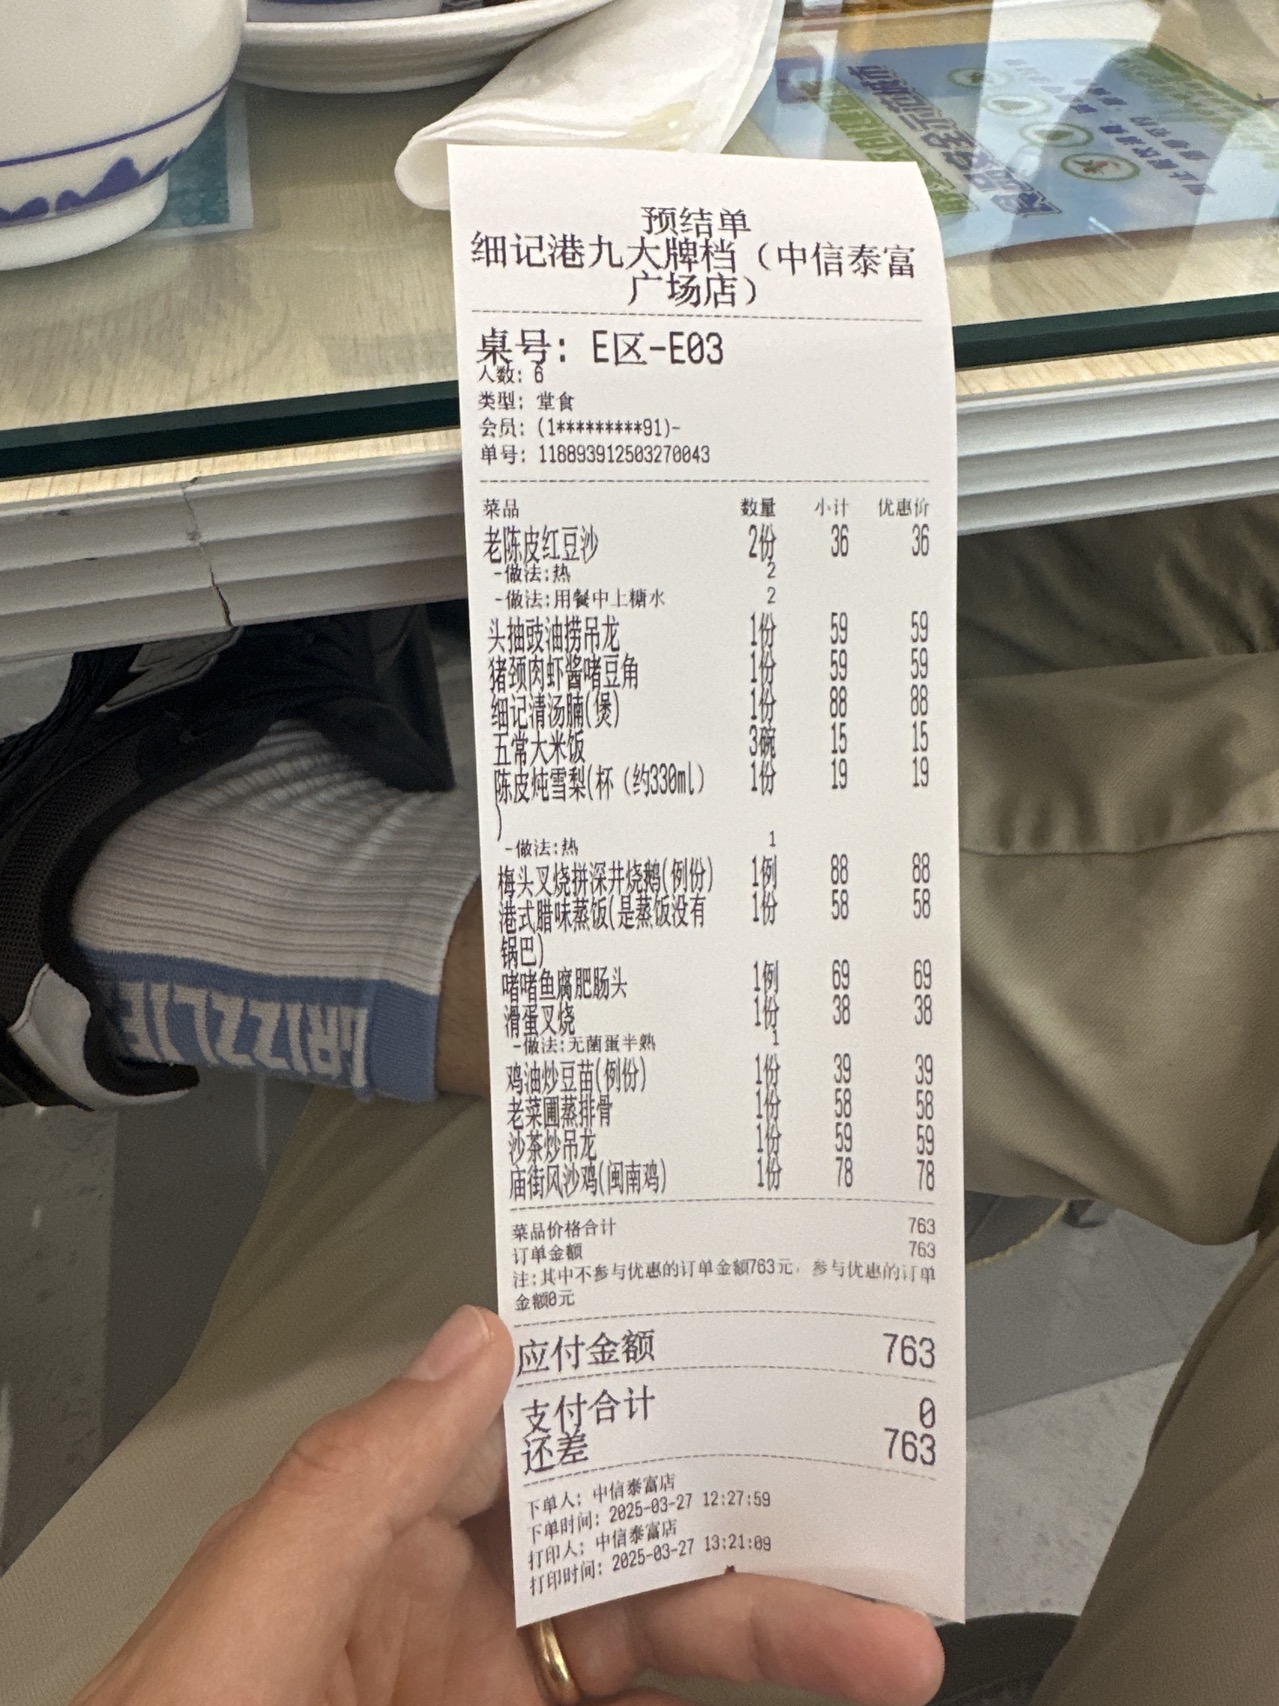 预结单
细记港九大牌档（中信泰富
广场店）
桌号: E区-E03
人数: 6
类型: 堂食
会员: (1*********91)-
单号: 118893912503270043
菜品 数量 小计 优惠价
老陈皮红豆沙 2份 36 36
-做法:热 2
-做法:用餐中上糖水 2
头抽豉油捞吊龙 1份 59 59
猪颈肉虾酱啫豆角 1份 59 59
细记清汤腩(煲) 1份 88 88
五常大米饭 3碗 15 15
陈皮炖雪梨(杯（约330ml） 1份 19 19
)
-做法:热 1
梅头叉烧拼深井烧鹅(例份) 1例 88 88
港式腊味蒸饭(是蒸饭没有 1份 58 58
锅巴)
啫啫鱼腐肥肠头 1例 69 69
滑蛋叉烧 1份 38 38
-做法:无菌蛋半熟 1
鸡油炒豆苗(例份) 1份 39 39
老菜圃蒸排骨 1份 58 58
沙茶炒吊龙 1份 59 59
庙街风沙鸡(闽南鸡) 1份 78 78
菜品价格合计 763
订单金额 763
注:其中不参与优惠的订单金额763元，参与优惠的订单
金额0元
应付金额 763
支付合计 0
还差 763
下单人: 中信泰富店
下单时间: 2025-03-27 12:27:59
打印人: 中信泰富店
打印时间: 2025-03-27 13:21:09
GRIZZLIE